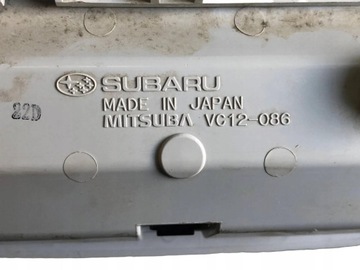 SUBARU
MADE IN JAPAN
22D
MITSUBA VC12-086